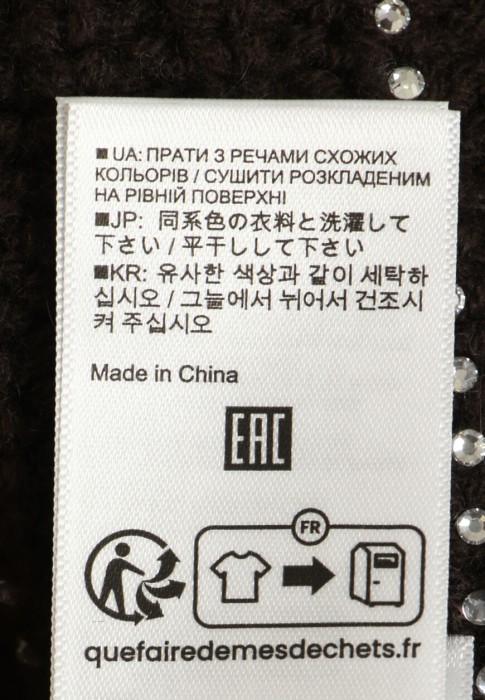 ■ UA: ПРАТИ З РЕЧАМИ СХОЖИХ
КОЛЬОРІВ / СУШИТИ РОЗКЛАДЕНИМ
НА РІВНІЙ ПОВЕРХНІ
■JP: 同系色の衣料と洗濯して
下さい / 平干しして下さい
■KR: 유사한 색상과 같이 세탁하
십시오 / 그늘에서 뉘어서 건조시
켜 주십시오
Made in China
EAC
FR
quefairedemesdechets.fr